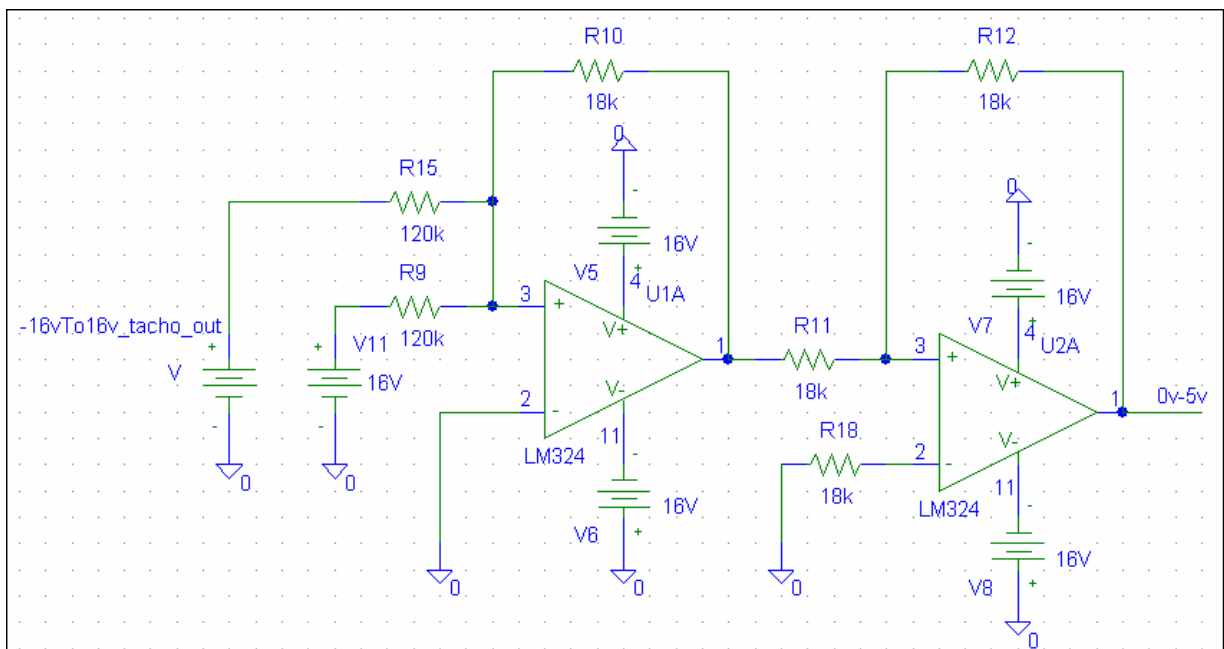 R10
18k
R12
18k
0
R15
120k
0
16V
V5
4
+
-
U1A
R9
120k
3
+
V+
1
-16vTo16v_tacho_out
+
V
-
+
V11
16V
-
V-
2
-
11
LM324
-
16V
V6
+
0
0
0
0
R11
18k
-
16V
+
V7
4
U2A
3
+
V+
1
0v-5v
V-
R18
18k
2
-
11
LM324
-
16V
V8
+
0
0